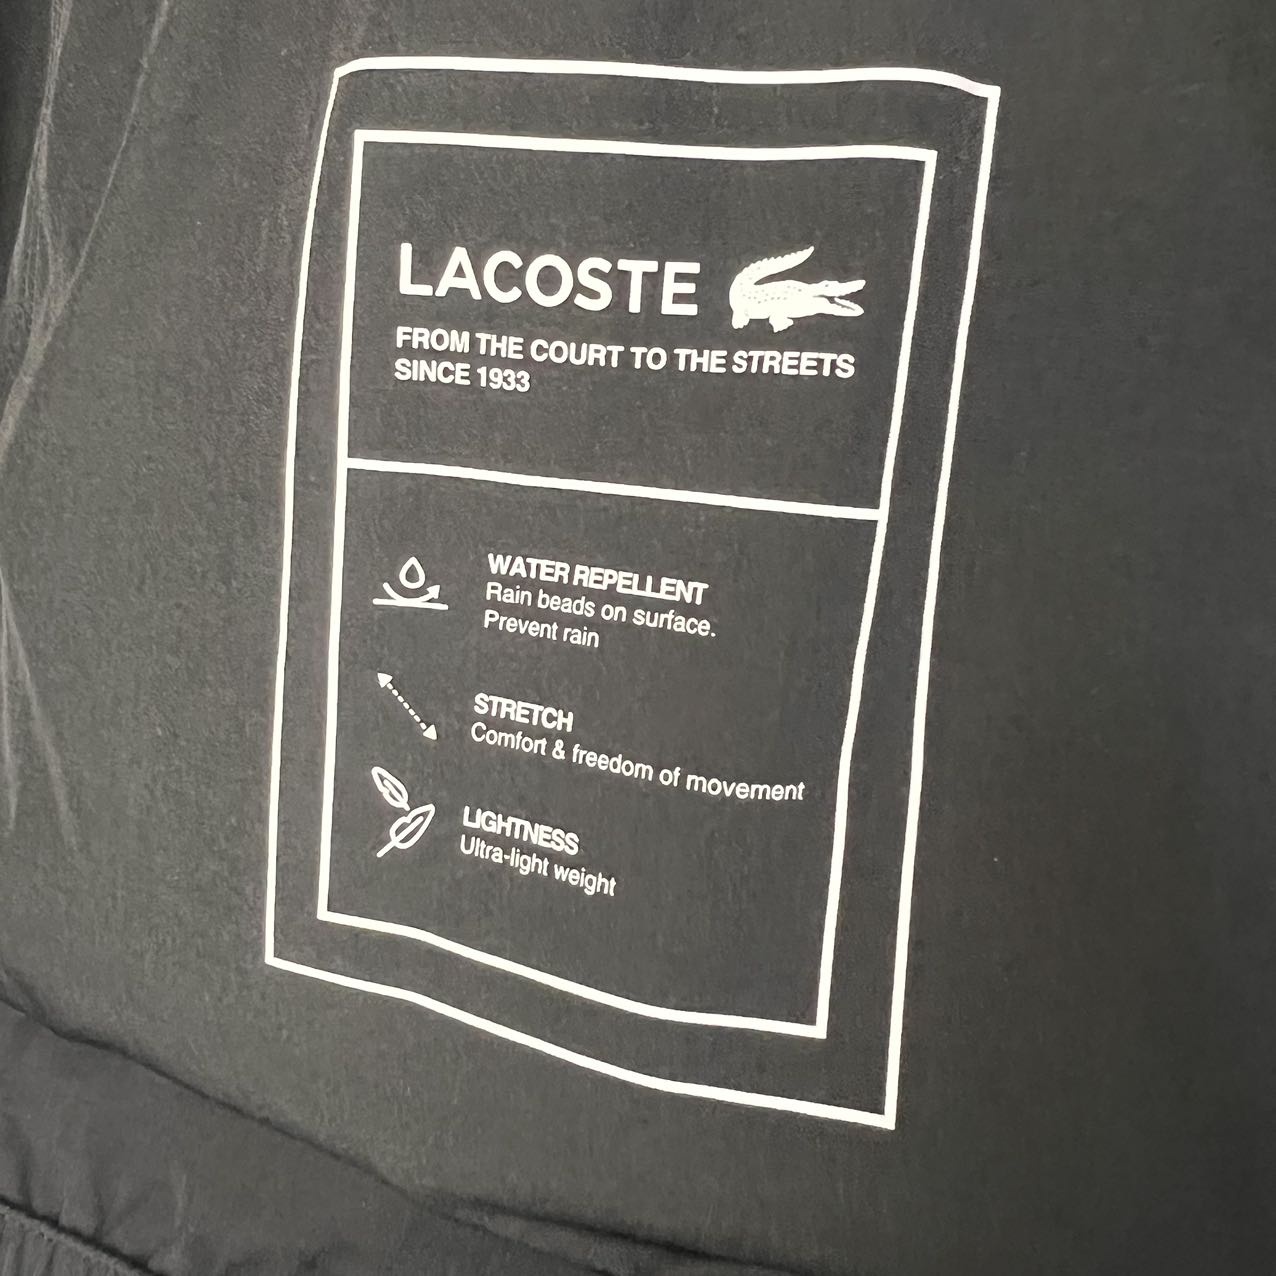 LACOSTE
FROM THE COURT TO THE STREETS
SINCE 1933
WATER REPELLENT
Rain beads on surface.
Prevent rain
STRETCH
Comfort & freedom of movement
LIGHTNESS
Ultra-light weight